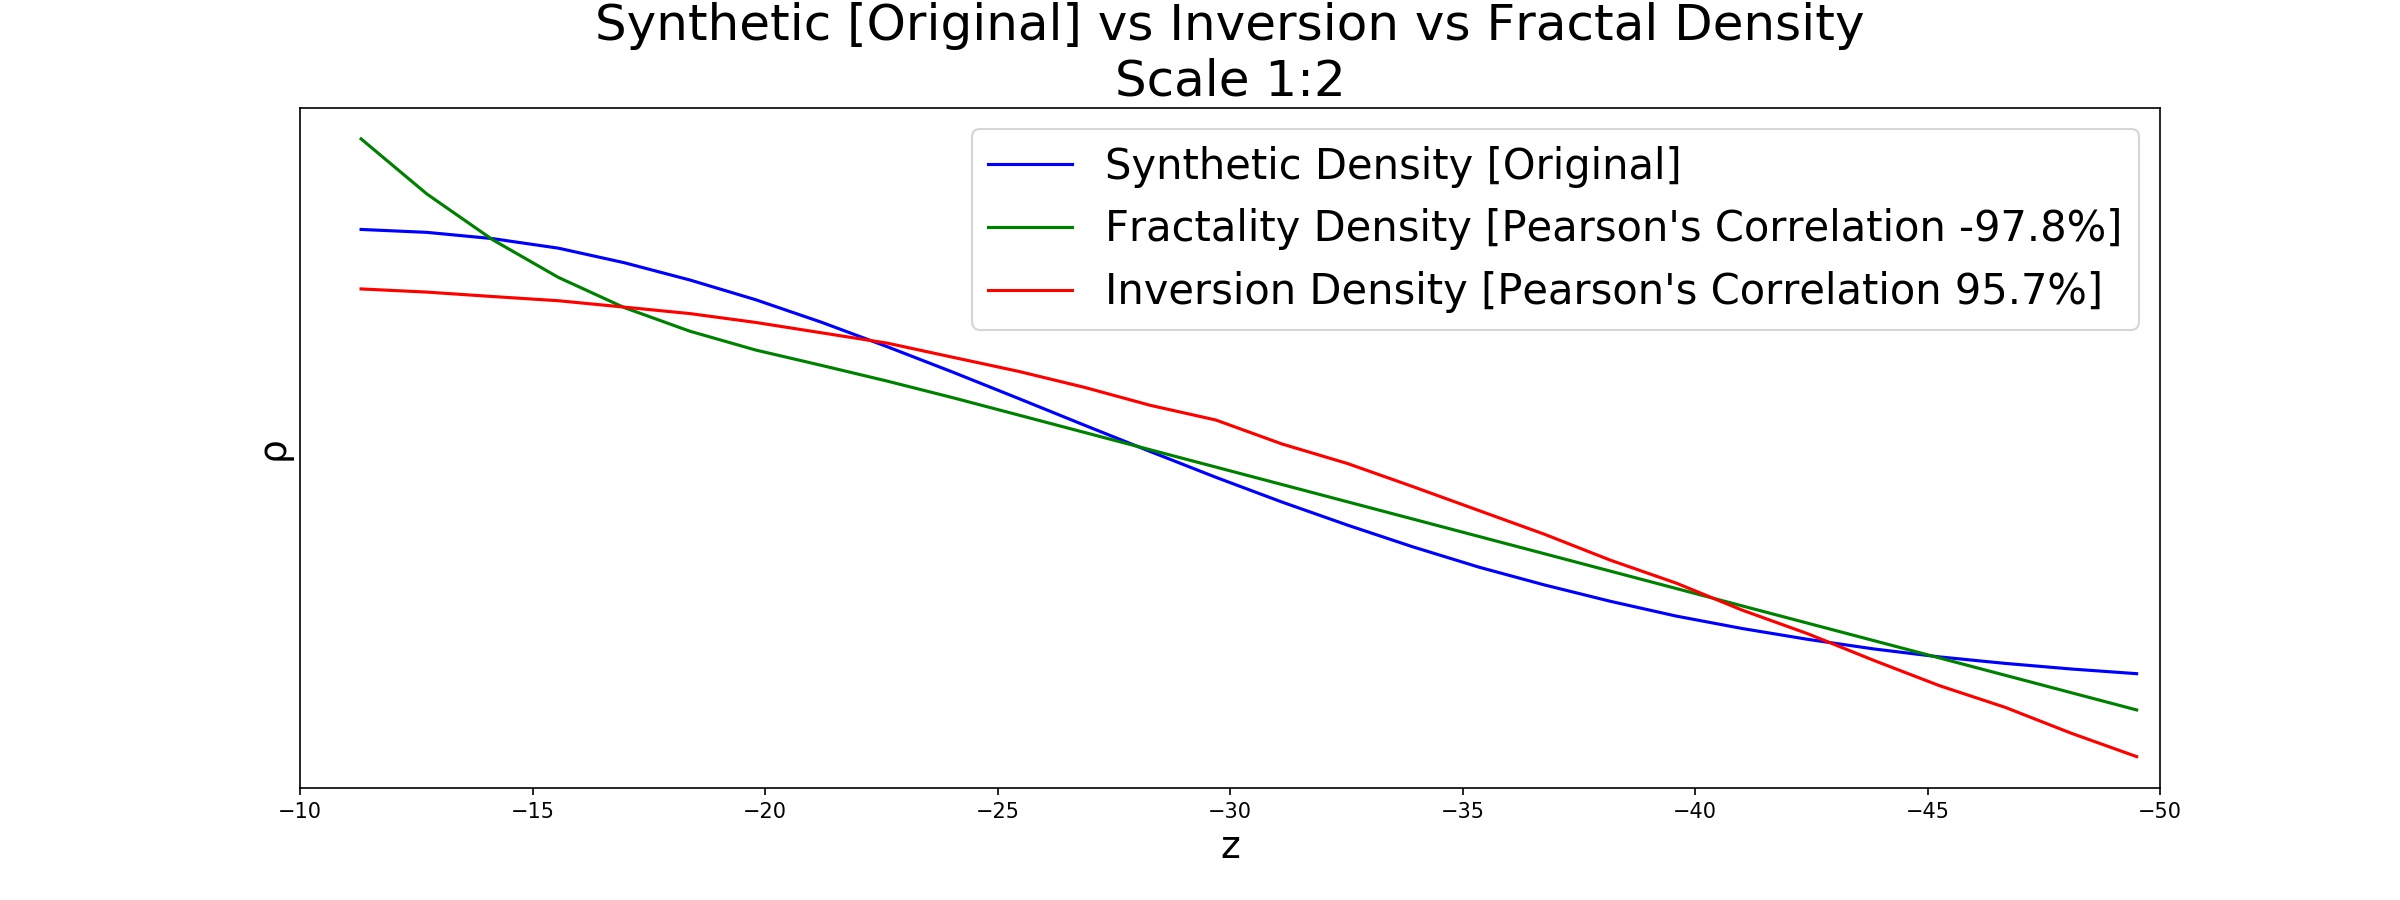 Synthetic [Original] vs Inversion vs Fractal Density
Scale 1:2
Synthetic Density [Original]
Fractality Density [Pearson's Correlation -97.8%]
Inversion Density [Pearson's Correlation 95.7%]
ρ
−10 −15 −20 −25 −30 −35 −40 −45 −50
z